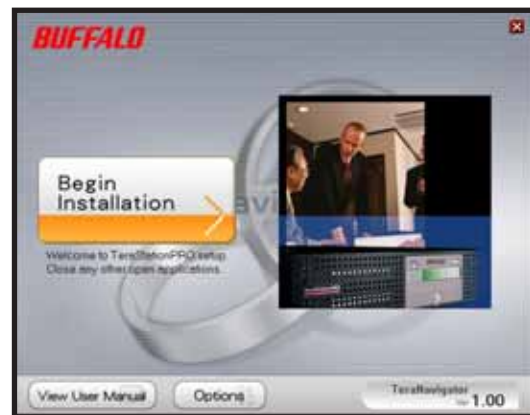 BUFFALO
Begin
Installation
Welcome to TeraStationPRO setup.
Close any other open applications.
View User Manual
Options
TeraNavigator
Ver 1.00